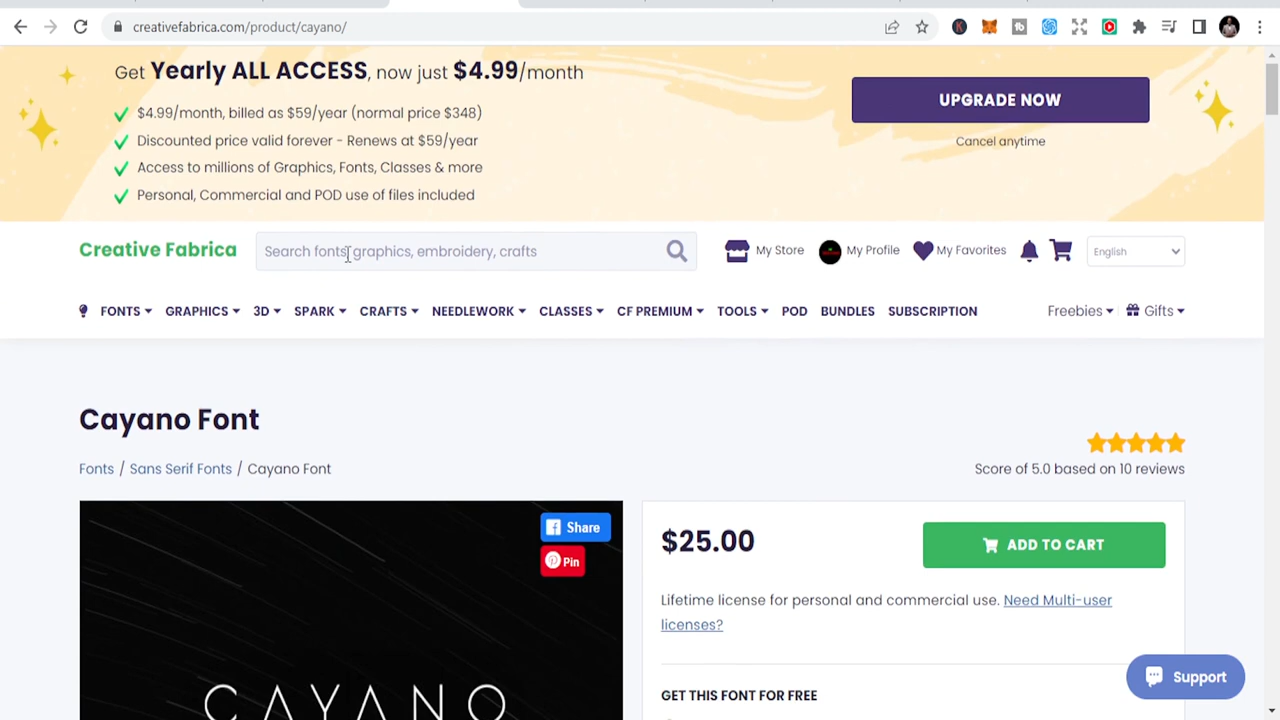 creativefabrica.com/product/cayano/
Get Yearly ALL ACCESS, now just $4.99/month
$4.99/month, billed as $59/year (normal price $348)
Discounted price valid forever - Renews at $59/year
Access to millions of Graphics, Fonts, Classes & more
Personal, Commercial and POD use of files included
UPGRADE NOW
Cancel anytime
Creative Fabrica
Search fonts, graphics, embroidery, crafts
My Store
My Profile
My Favorites
English
FONTS
GRAPHICS
3D
SPARK
CRAFTS
NEEDLEWORK
CLASSES
CF PREMIUM
TOOLS
POD
BUNDLES
SUBSCRIPTION
Freebies
Gifts
Cayano Font
Fonts / Sans Serif Fonts / Cayano Font
Score of 5.0 based on 10 reviews
Share
Pin
CAYANO
$25.00
ADD TO CART
Lifetime license for personal and commercial use. Need Multi-user
licenses?
GET THIS FONT FOR FREE
Support